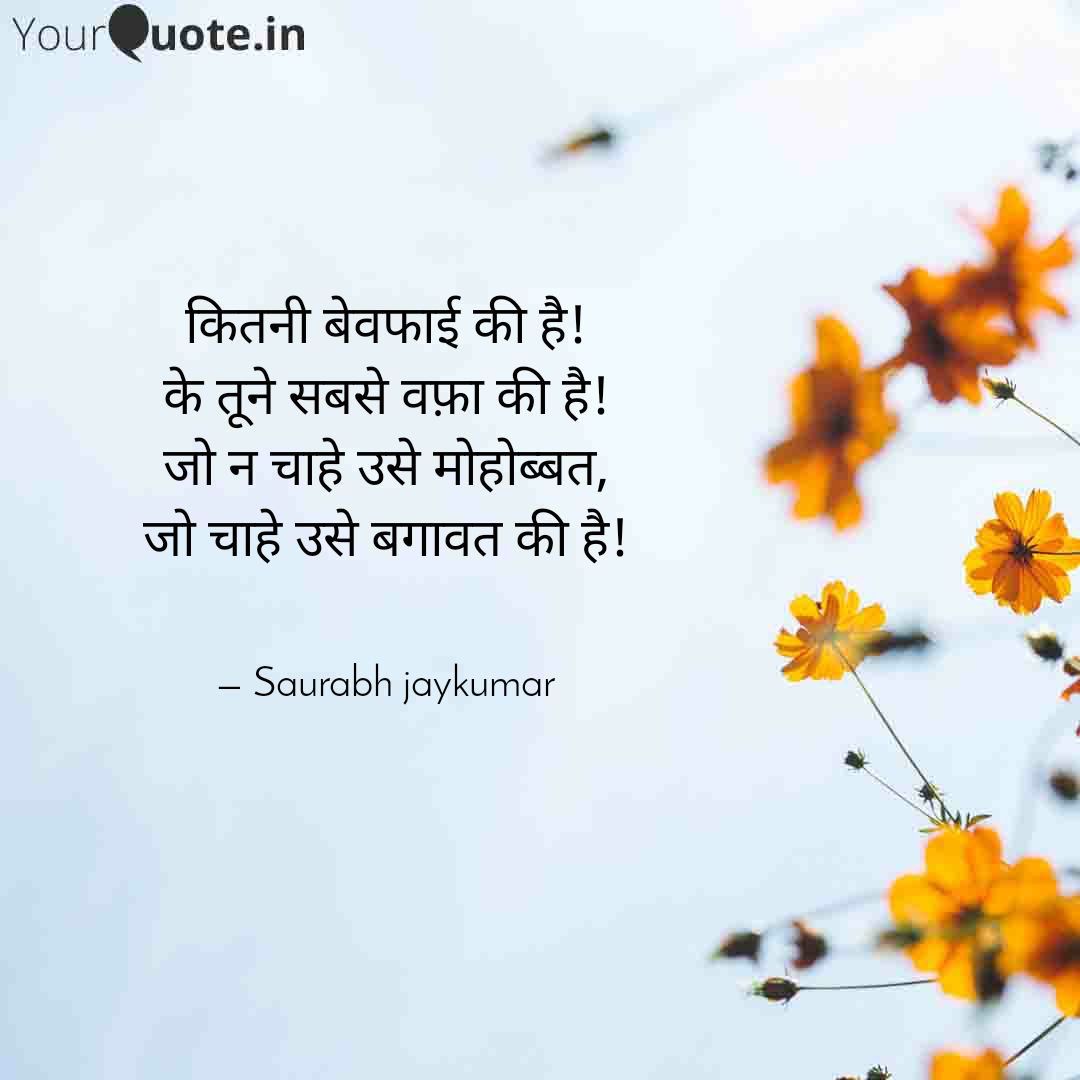 YourQuote.in
कितनी बेवफाई की है!
के तूने सबसे वफ़ा की है!
जो न चाहे उसे मोहोब्बत,
जो चाहे उसे बगावत की है!
– Saurabh jaykumar